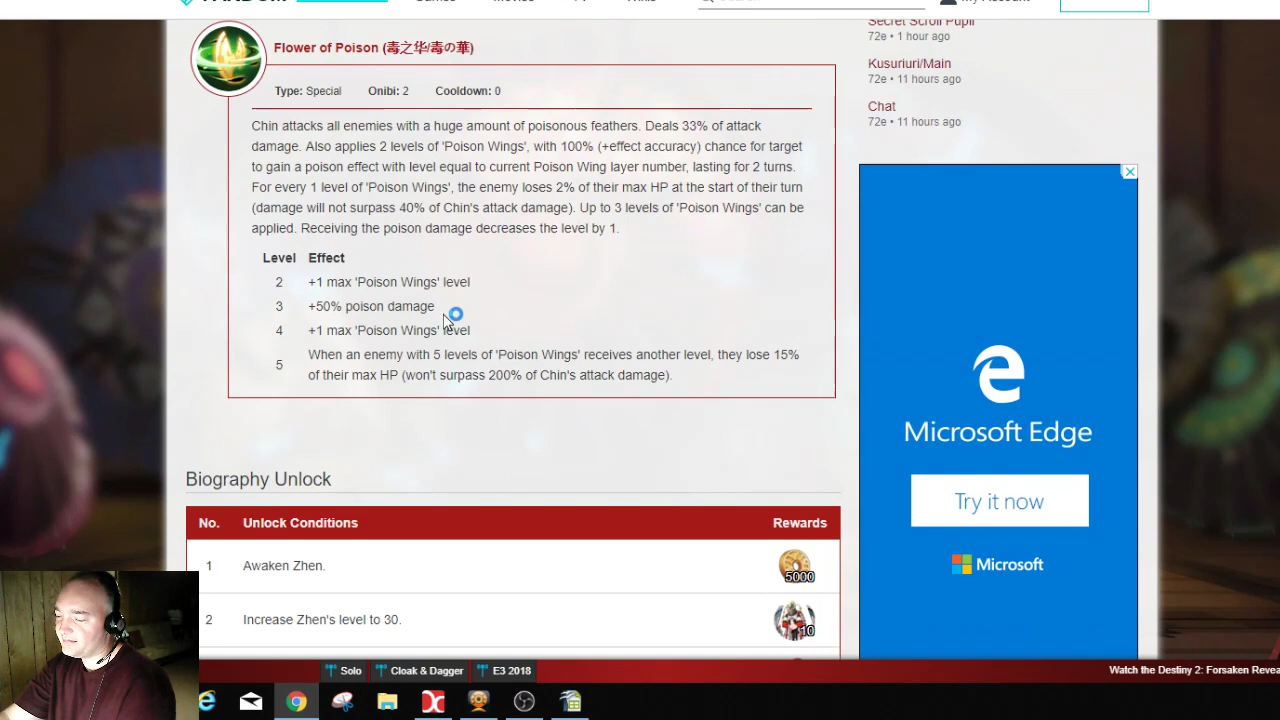 Secret Scroll Pupil
72e • 1 hour ago
Flower of Poison (毒之华/毒の華)
Kusuriuri/Main
72e • 11 hours ago
Type: Special Onibi: 2 Cooldown: 0
Chat
72e • 11 hours ago
Chin attacks all enemies with a huge amount of poisonous feathers. Deals 33% of attack
damage. Also applies 2 levels of 'Poison Wings', with 100% (+effect accuracy) chance for target
to gain a poison effect with level equal to current Poison Wing layer number, lasting for 2 turns.
For every 1 level of 'Poison Wings', the enemy loses 2% of their max HP at the start of their turn
(damage will not surpass 40% of Chin's attack damage). Up to 3 levels of 'Poison Wings' can be
applied. Receiving the poison damage decreases the level by 1.
Level Effect
2 +1 max 'Poison Wings' level
3 +50% poison damage
4 +1 max 'Poison Wings' level
5 When an enemy with 5 levels of 'Poison Wings' receives another level, they lose 15%
of their max HP (won't surpass 200% of Chin's attack damage).
Microsoft Edge
Try it now
Microsoft
Biography Unlock
No. Unlock Conditions Rewards
1 Awaken Zhen. 5000
2 Increase Zhen's level to 30. 10
Solo Cloak & Dagger E3 2018
Watch the Destiny 2: Forsaken Revea